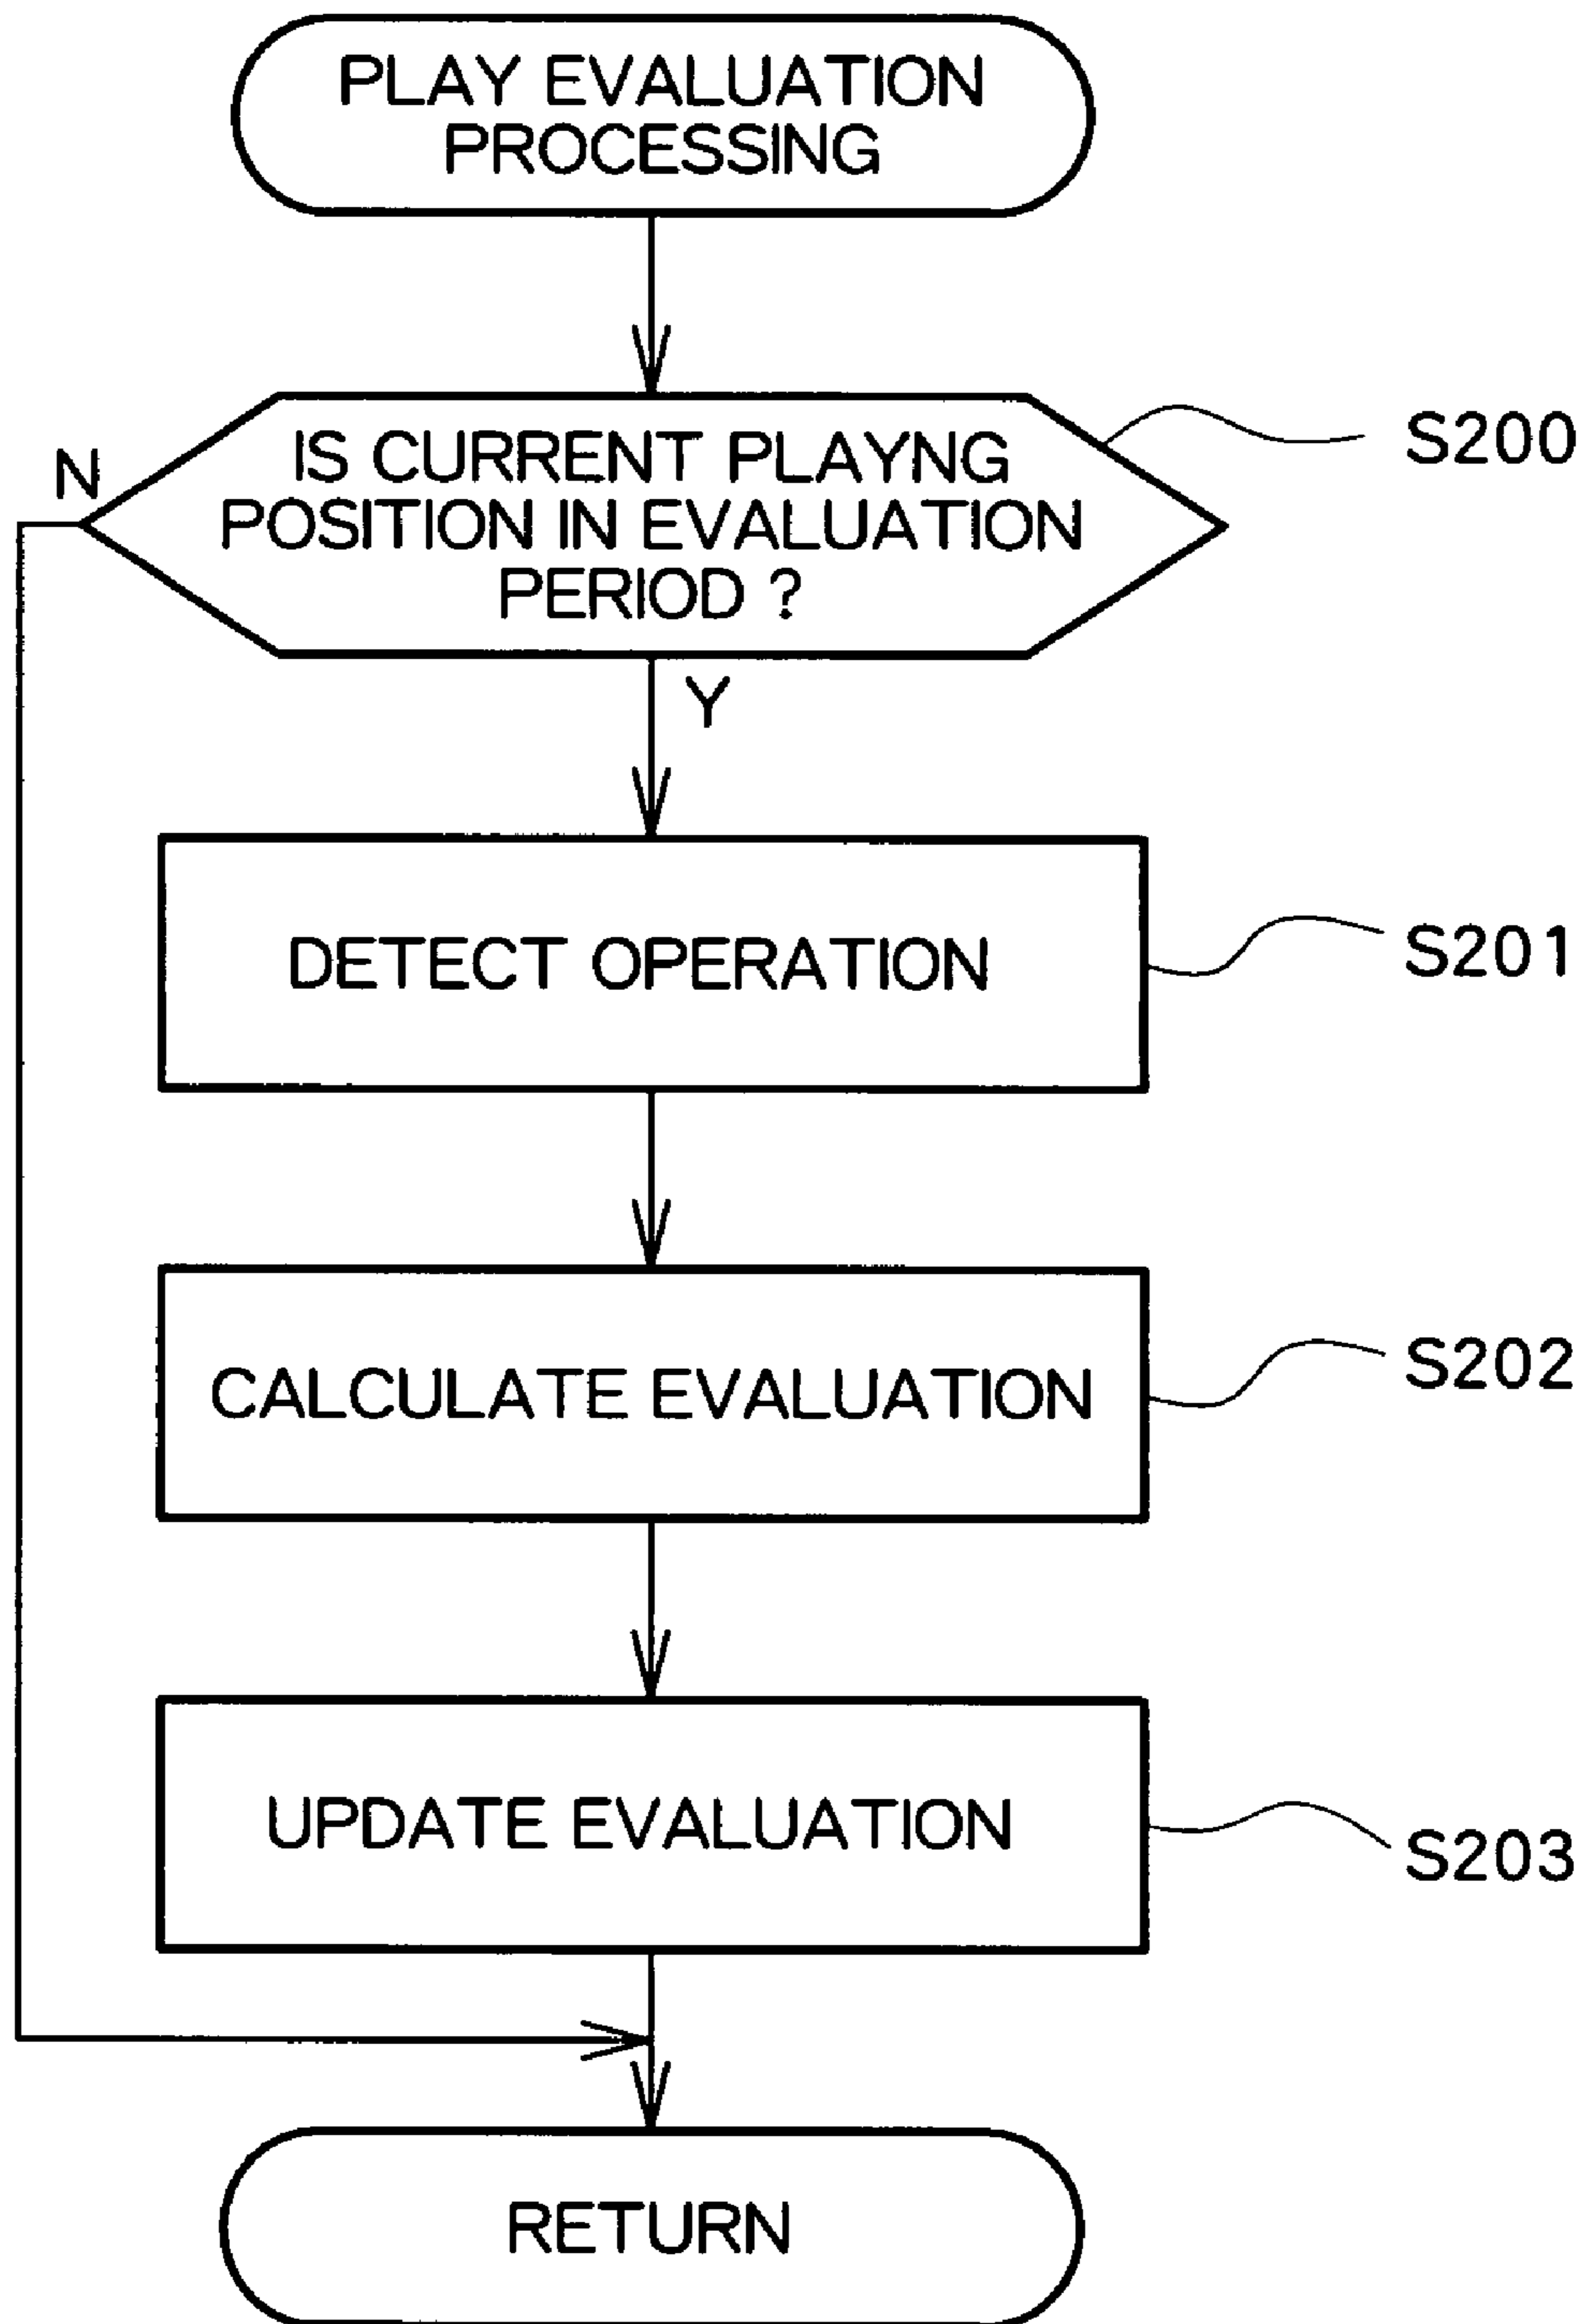 PLAY EVALUATION
PROCESSING
S200
N
IS CURRENT PLAYNG
POSITION IN EVALUATION
PERIOD ?
Y
DETECT OPERATION
S201
CALCULATE EVALUATION
S202
UPDATE EVALUATION
S203
RETURN